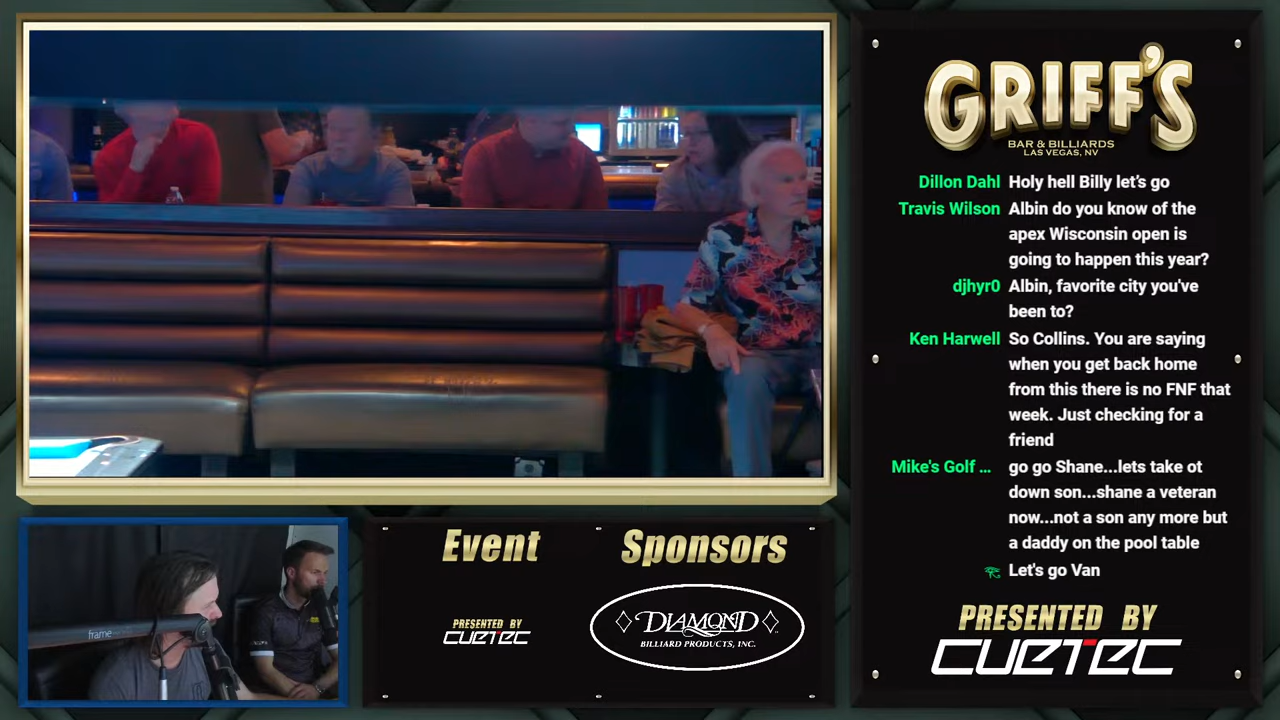 GRIFF'S
BAR & BILLIARDS
LAS VEGAS, NV
Dillon Dahl Holy hell Billy let's go
Travis Wilson Albin do you know of the
apex Wisconsin open is
going to happen this year?
djhyr0 Albin, favorite city you've
been to?
Ken Harwell So Collins. You are saying
when you get back home
from this there is no FNF that
week. Just checking for a
friend
Mike's Golf ... go go Shane...lets take ot
down son...shane a veteran
now...not a son any more but
a daddy on the pool table
Let's go Van
PRESENTED BY
CUETEC
Event Sponsors
PRESENTED BY
CUETEC
DIAMOND
BILLIARD PRODUCTS, INC.
frame